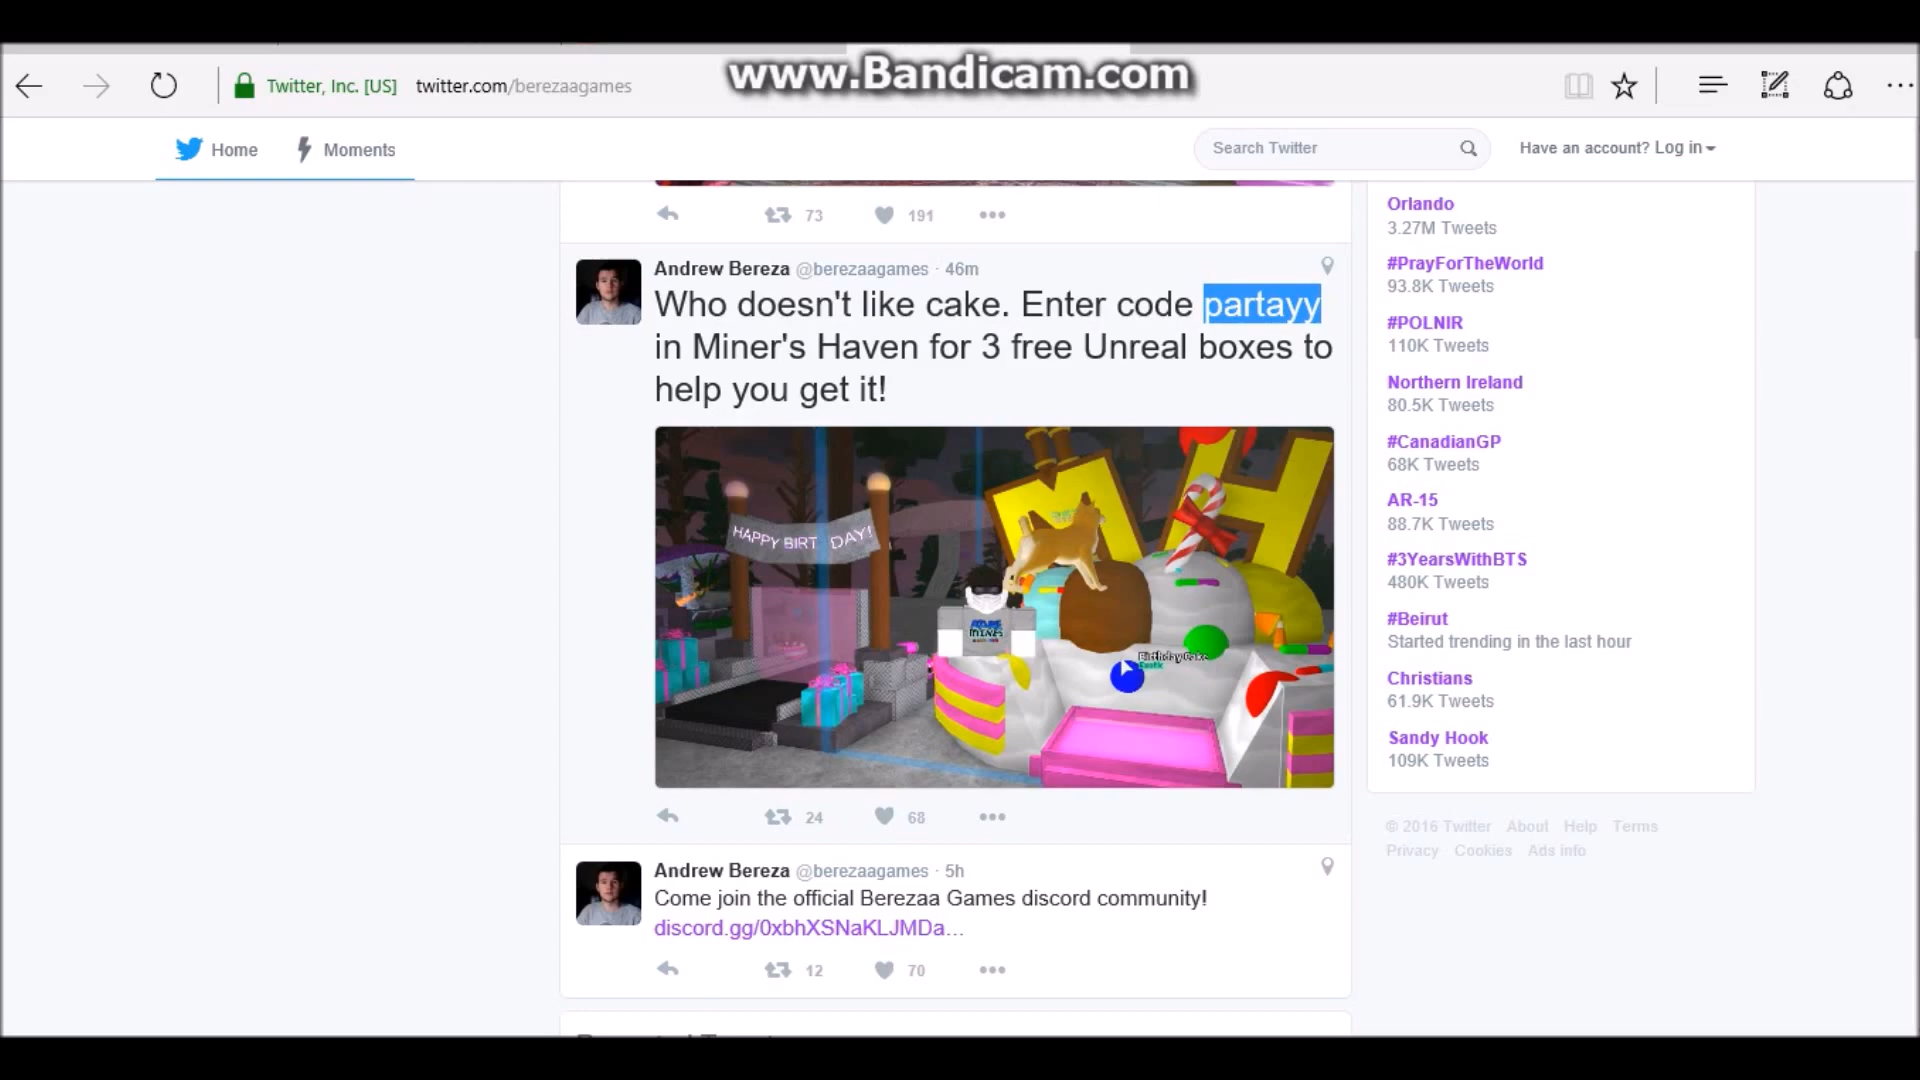 www.Bandicam.com
Twitter, Inc. [US] twitter.com/berezaagames
Home Moments
Search Twitter
Have an account? Log in
73 191
Andrew Bereza @berezaagames · 46m
Who doesn't like cake. Enter code partayy
in Miner's Haven for 3 free Unreal boxes to
help you get it!
HAPPY BIRT DAY!
MH
MINES
Birthday Cake
Exotic
24 68
Andrew Bereza @berezaagames · 5h
Come join the official Berezaa Games discord community!
discord.gg/0xbhXSNaKLJMDa…
12 70
Orlando
3.27M Tweets
#PrayForTheWorld
93.8K Tweets
#POLNIR
110K Tweets
Northern Ireland
80.5K Tweets
#CanadianGP
68K Tweets
AR-15
88.7K Tweets
#3YearsWithBTS
480K Tweets
#Beirut
Started trending in the last hour
Christians
61.9K Tweets
Sandy Hook
109K Tweets
© 2016 Twitter About Help Terms
Privacy Cookies Ads info